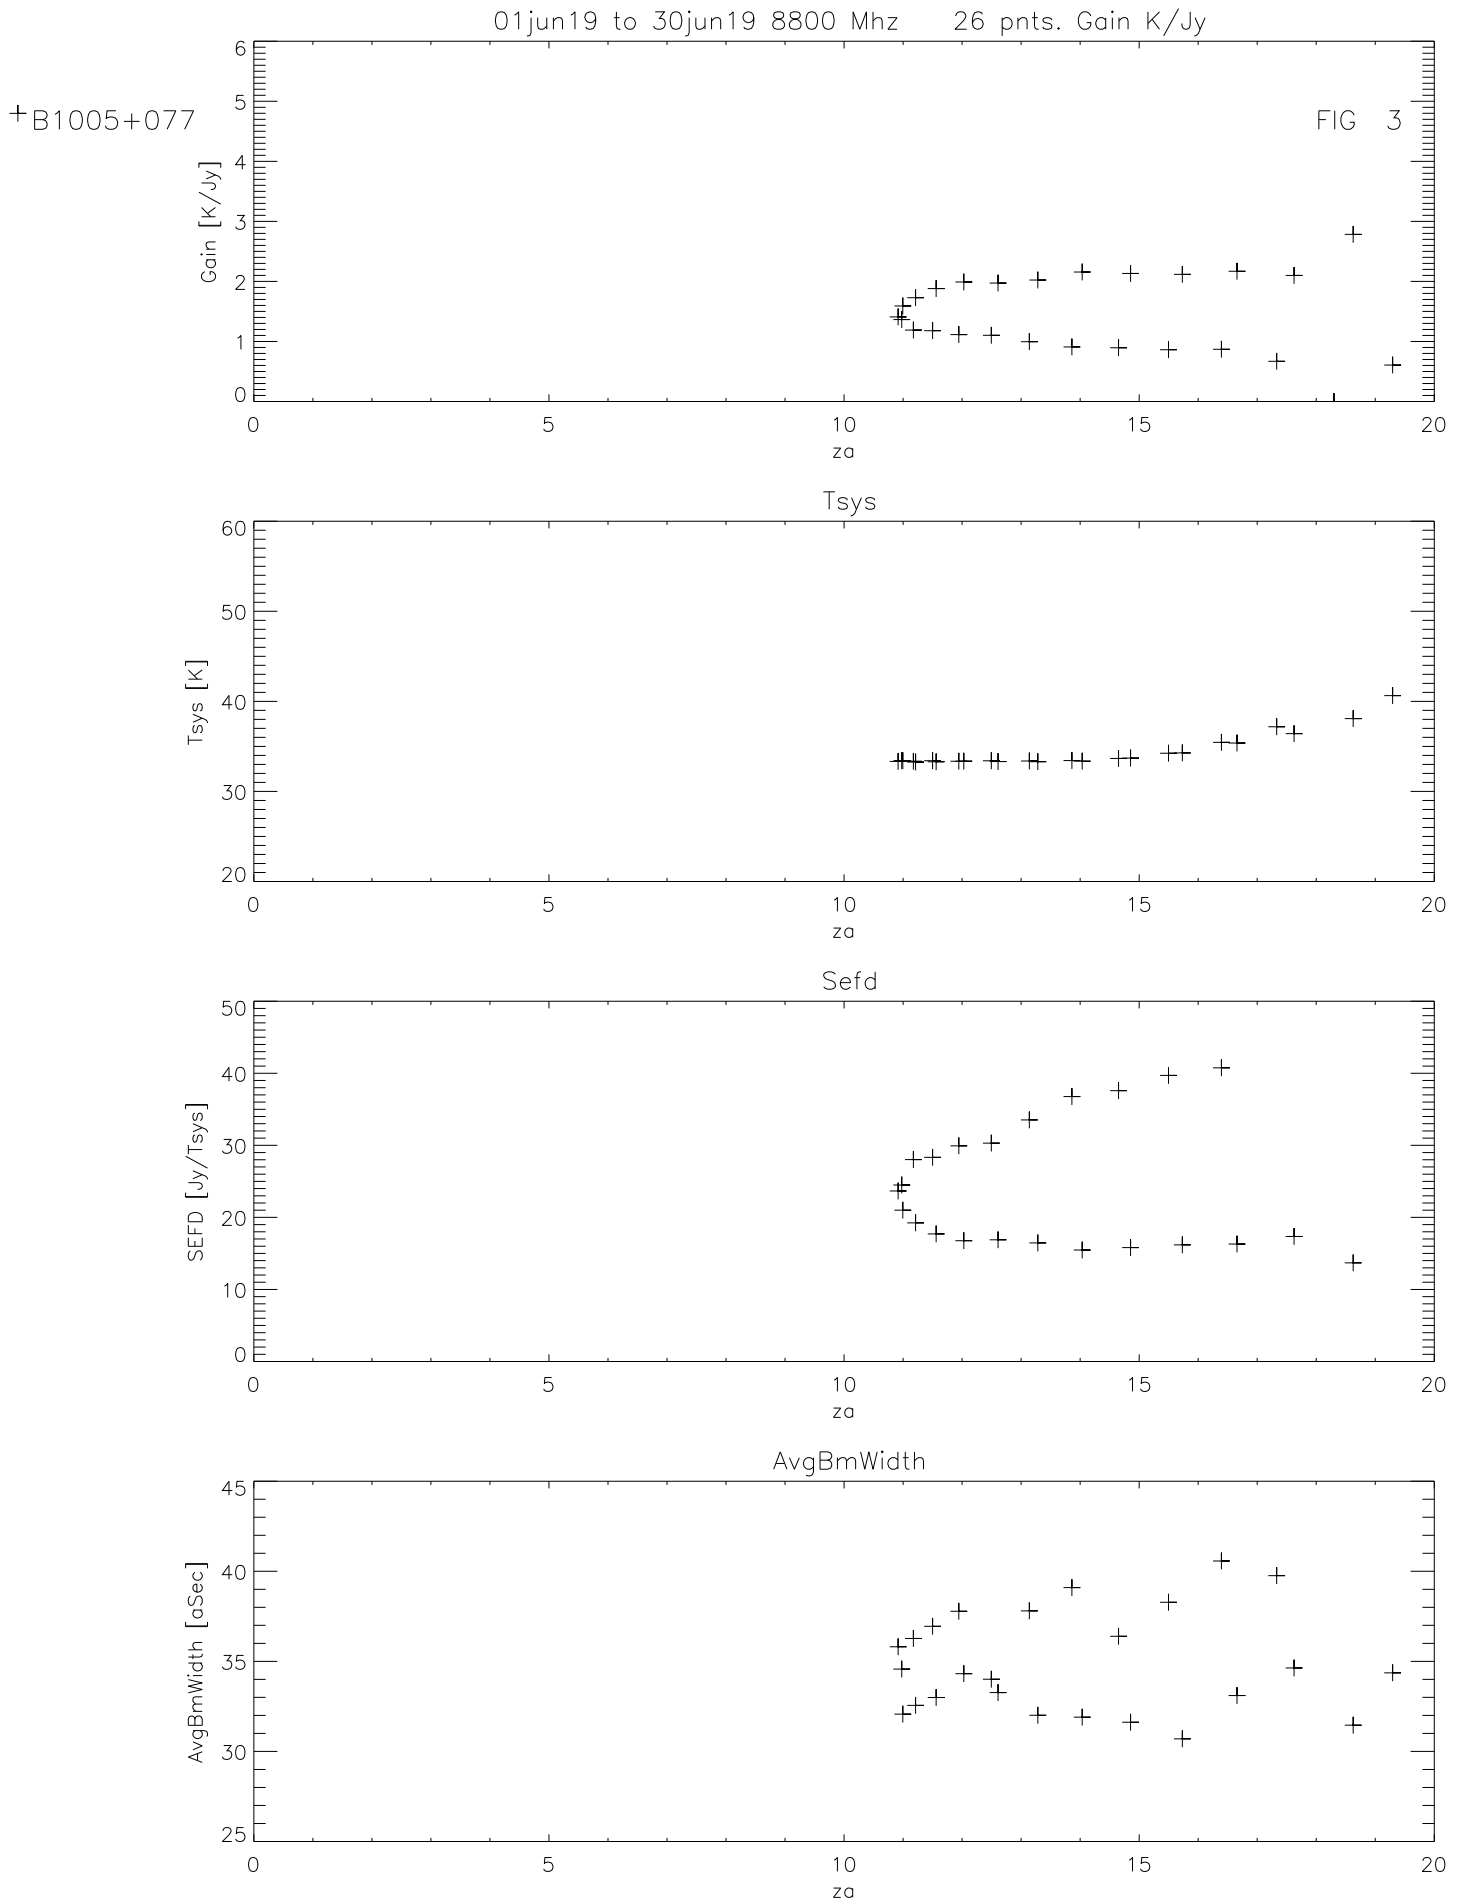 01jun19 to 30jun19 8800 Mhz 26 pnts. Gain K/Jy
+B1005+077
FIG 3
Gain [K/Jy]
6
5
4
3
2
1
0
0 5 10 15 20
za
Tsys
Tsys [K]
60
50
40
30
20
0 5 10 15 20
za
Sefd
SEFD [Jy/Tsys]
50
40
30
20
10
0
0 5 10 15 20
za
AvgBmWidth
AvgBmWidth [aSec]
45
40
35
30
25
0 5 10 15 20
za